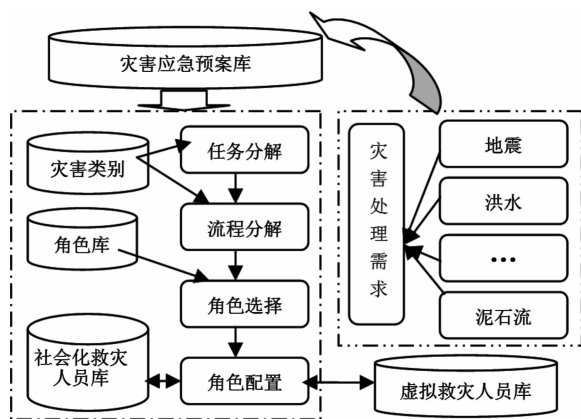 灾害应急预案库
灾害类别
任务分解
流程分解
角色库
角色选择
社会化救灾
人员库
角色配置
灾害处理需求
地震
洪水
•••
泥石流
虚拟救灾人员库